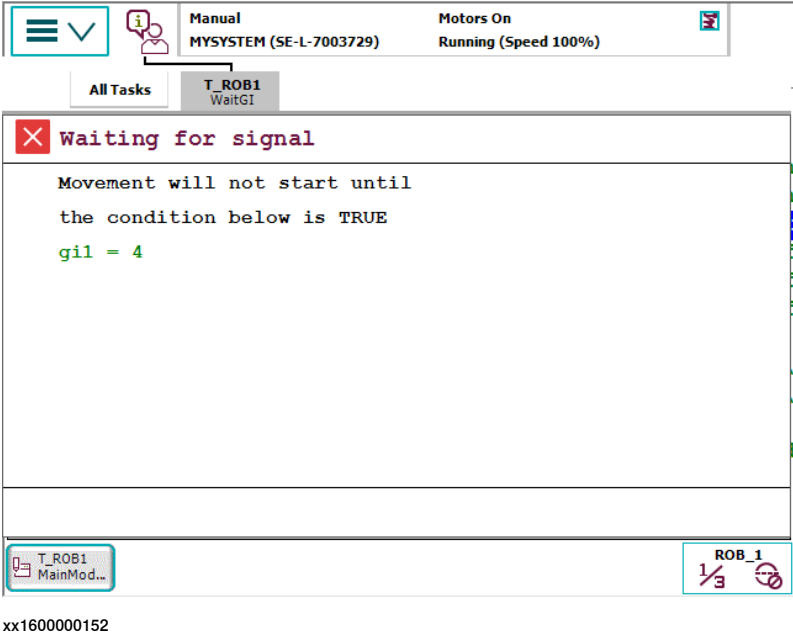 Manual
MYSYSTEM (SE-L-7003729)
Motors On
Running (Speed 100%)
All Tasks
T_ROB1
WaitGI
Waiting for signal
Movement will not start until
the condition below is TRUE
gi1 = 4
T_ROB1
MainMod...
ROB_1
1/3
xx1600000152